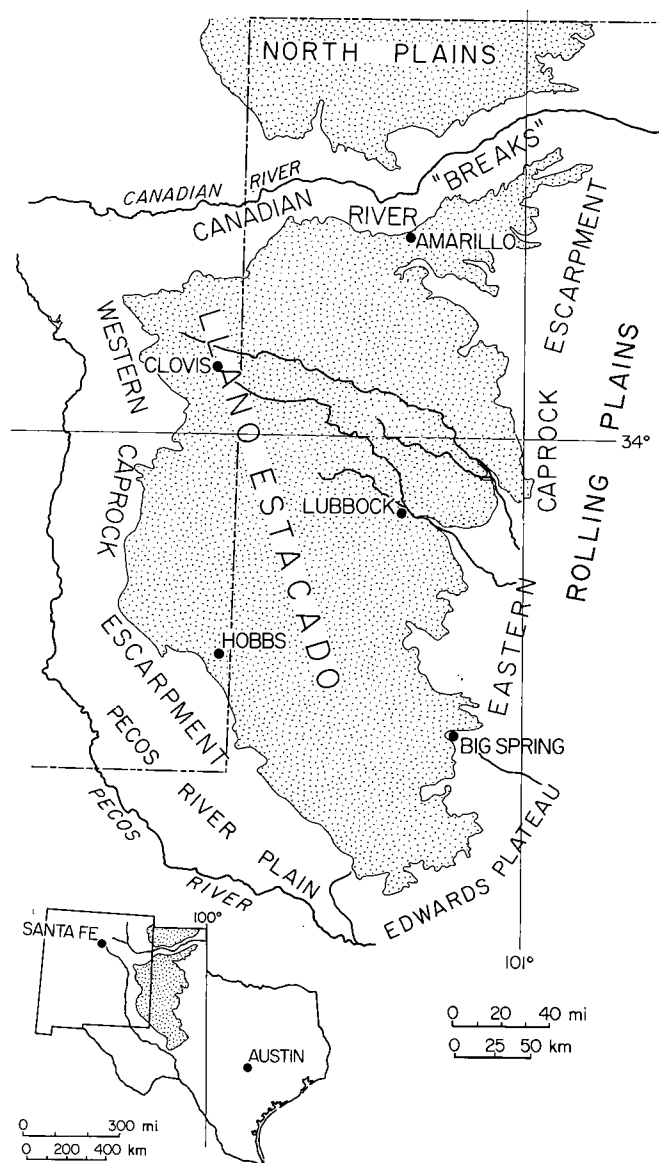 NORTH PLAINS
CANADIAN RIVER
CANADIAN RIVER "BREAKS"
AMARILLO
WESTERN CAPROCK ESCARPMENT
CLOVIS
LLANO ESTACADO
EASTERN CAPROCK ESCARPMENT
ROLLING PLAINS
34°
LUBBOCK
HOBBS
BIG SPRING
PECOS RIVER PLAIN
PECOS RIVER
EDWARDS PLATEAU
101°
SANTA FE
100°
AUSTIN
0 300 mi
0 200 400 km
0 20 40 mi
0 25 50 km